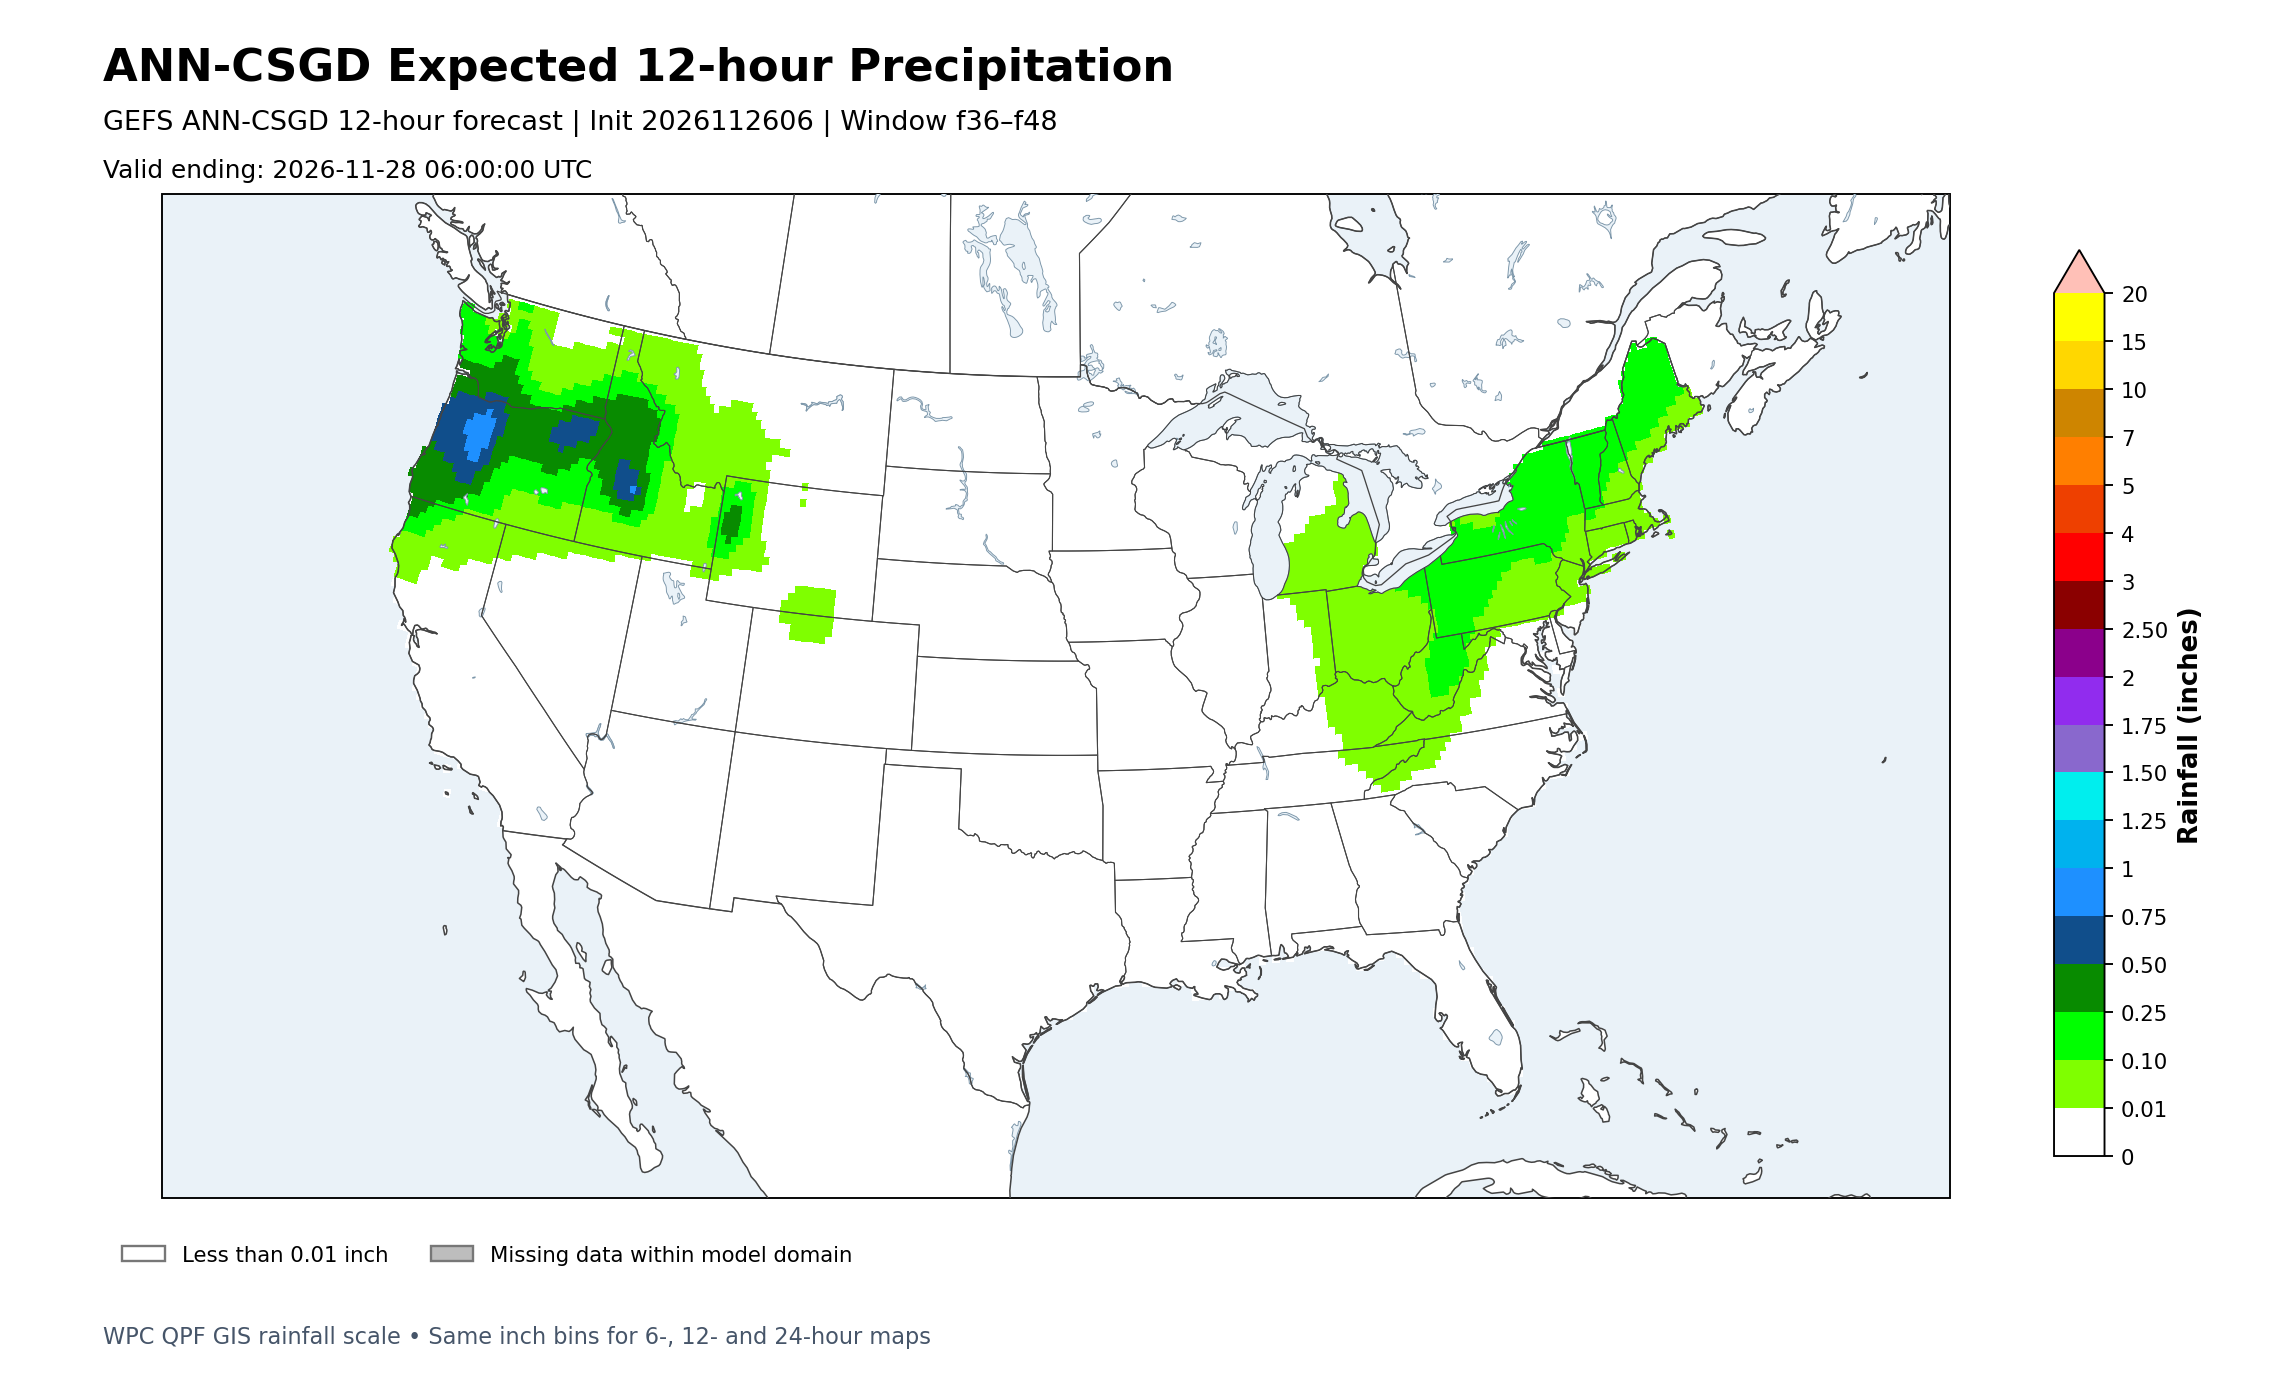 ANN-CSGD Expected 12-hour Precipitation
GEFS ANN-CSGD 12-hour forecast | Init 2026112606 | Window f36–f48
Valid ending: 2026-11-28 06:00:00 UTC
20
15
10
7
5
4
3
2.50
2
1.75
1.50
1.25
1
0.75
0.50
0.25
0.10
0.01
0
Rainfall (inches)
Less than 0.01 inch
Missing data within model domain
WPC QPF GIS rainfall scale • Same inch bins for 6-, 12- and 24-hour maps